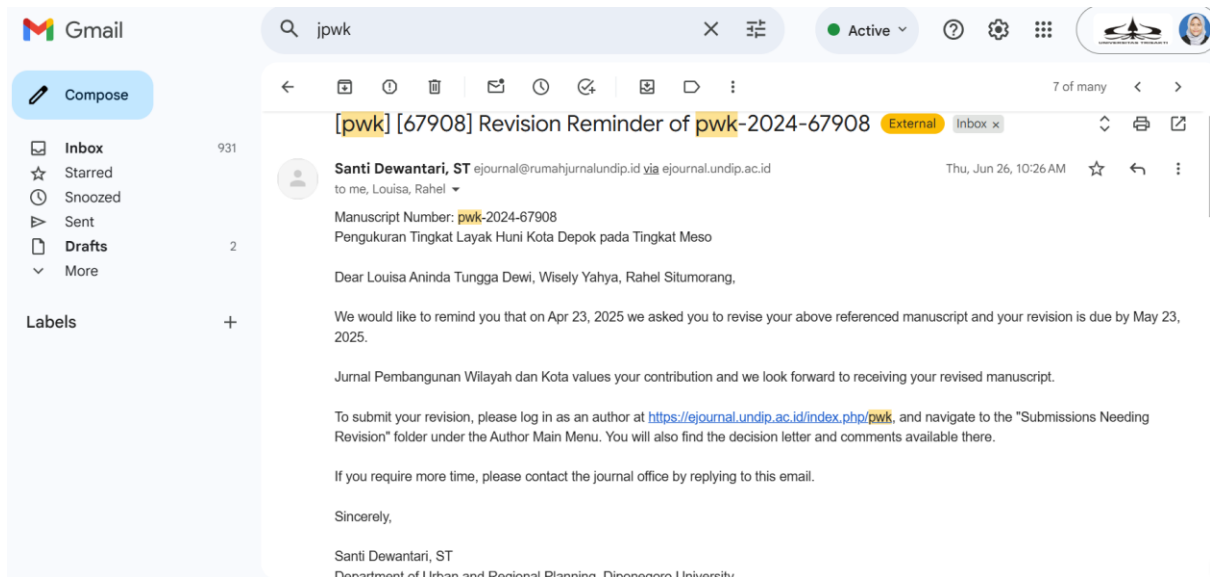 Gmail
jpwk
Active
Compose
7 of many
Inbox 931
Starred
Snoozed
Sent
Drafts 2
More
Labels
[pwk] [67908] Revision Reminder of pwk-2024-67908 External Inbox x
Santi Dewantari, ST ejournal@rumahjurnalundip.id via ejournal.undip.ac.id Thu, Jun 26, 10:26 AM
to me, Louisa, Rahel
Manuscript Number: pwk-2024-67908
Pengukuran Tingkat Layak Huni Kota Depok pada Tingkat Meso
Dear Louisa Aninda Tungga Dewi, Wisely Yahya, Rahel Situmorang,
We would like to remind you that on Apr 23, 2025 we asked you to revise your above referenced manuscript and your revision is due by May 23,
2025.
Jurnal Pembangunan Wilayah dan Kota values your contribution and we look forward to receiving your revised manuscript.
To submit your revision, please log in as an author at https://ejournal.undip.ac.id/index.php/pwk, and navigate to the "Submissions Needing
Revision" folder under the Author Main Menu. You will also find the decision letter and comments available there.
If you require more time, please contact the journal office by replying to this email.
Sincerely,
Santi Dewantari, ST
Department of Urban and Regional Planning, Diponegoro University